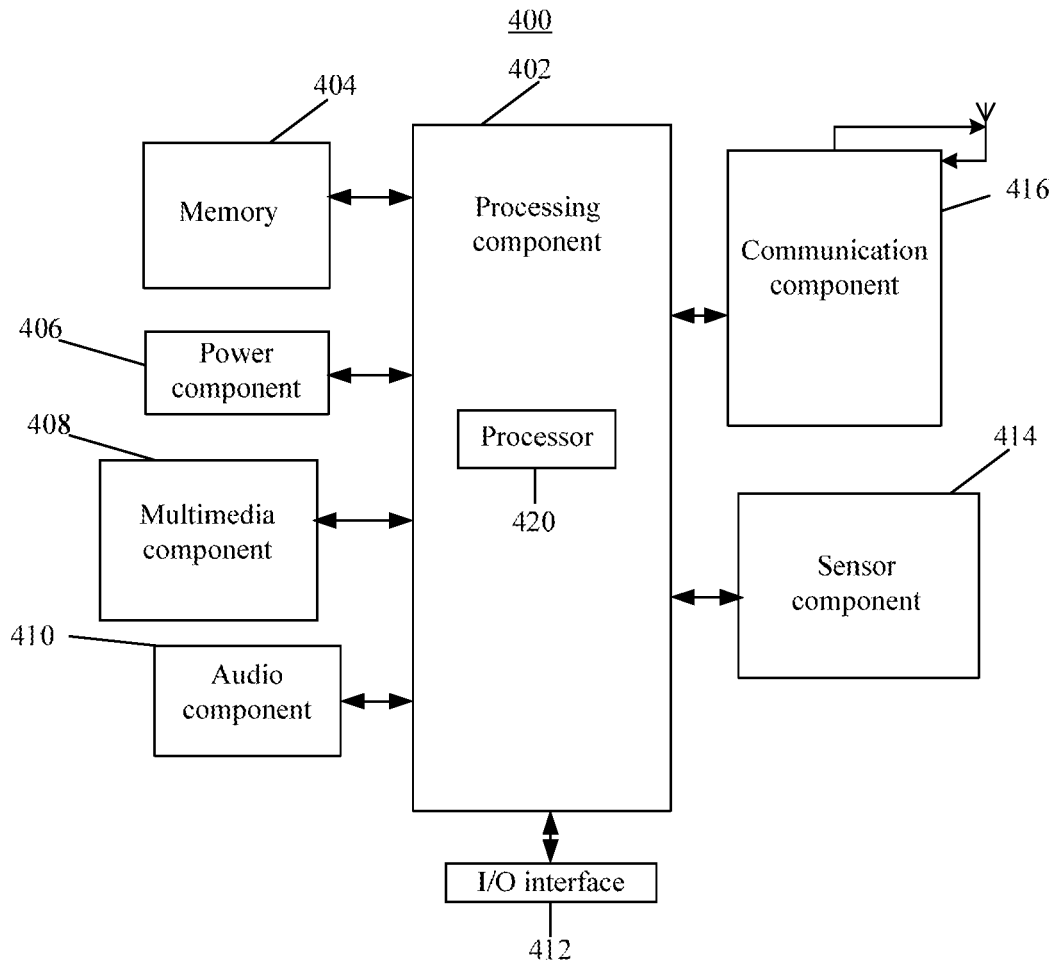 400
402
404
Memory
Processing
component
416
Communication
component
406
Power
component
408
Processor
420
414
Multimedia
component
Sensor
component
410
Audio
component
I/O interface
412